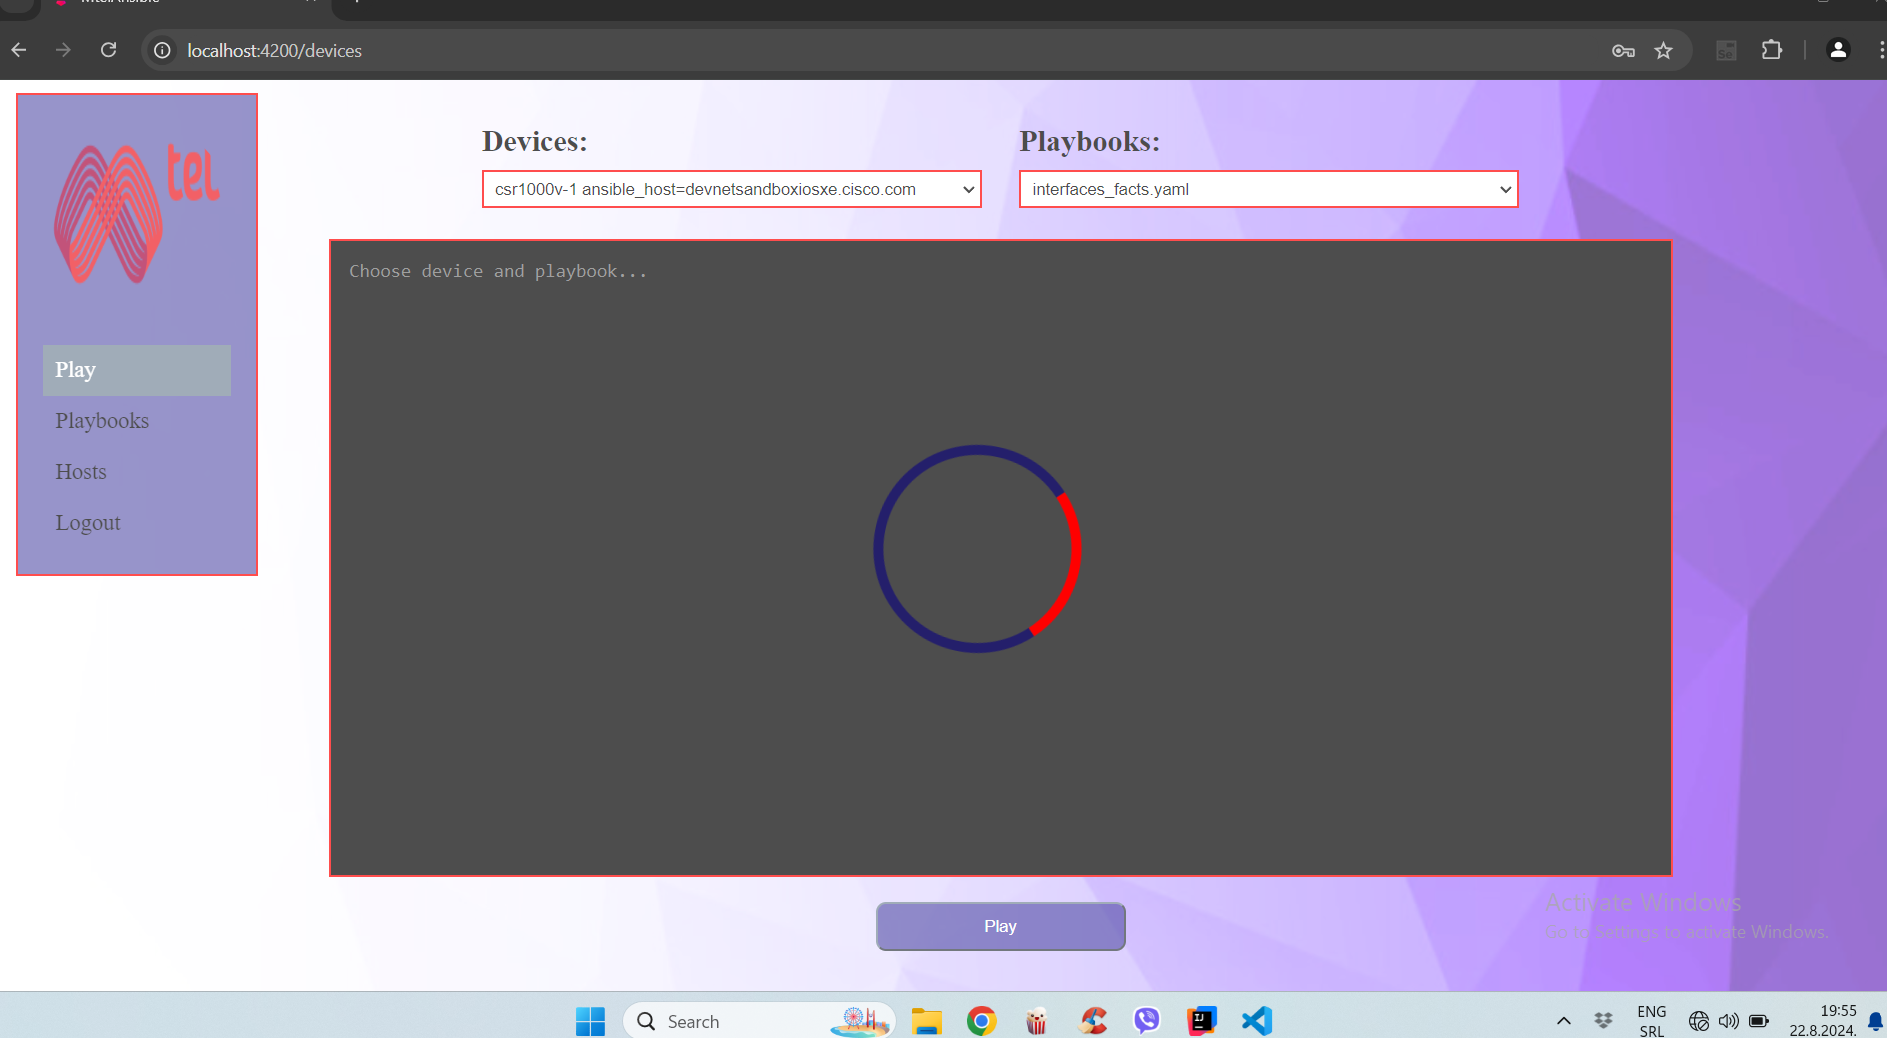 MtelAnsible
localhost:4200/devices
tel
Devices:
Playbooks:
csr1000v-1 ansible_host=devnetsandboxiosxe.cisco.com
interfaces_facts.yaml
Choose device and playbook...
Play
Playbooks
Hosts
Logout
Play
Activate Windows
Go to Settings to activate Windows.
Search
ENG
SRL
19:55
22.8.2024.